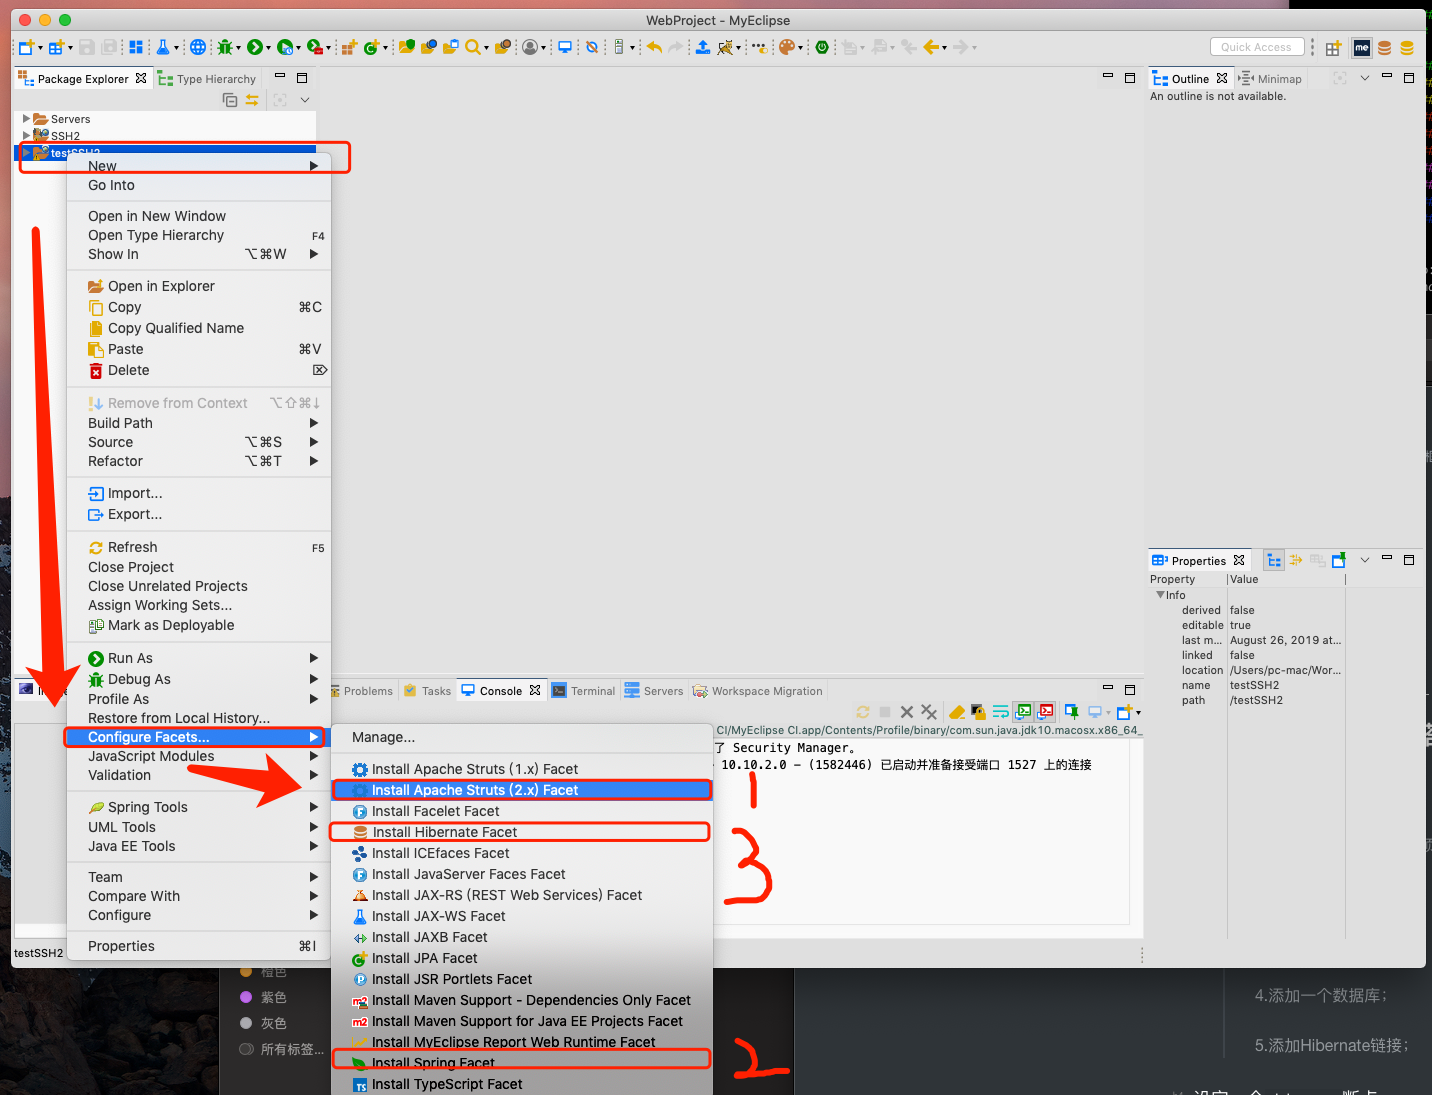 WebProject - MyEclipse
Quick Access
me
Package Explorer
Type Hierarchy
Outline
Minimap
An outline is not available.
Servers
SSH2
testSSH2
New
Go Into
Open in New Window
Open Type Hierarchy F4
Show In ⌥⌘W
Open in Explorer
Copy ⌘C
Copy Qualified Name
Paste ⌘V
Delete ⌦
Remove from Context ⌥⇧⌘↓
Build Path
Source ⌥⌘S
Refactor ⌥⌘T
Import...
Export...
Refresh F5
Close Project
Close Unrelated Projects
Assign Working Sets...
Mark as Deployable
Run As
Debug As
Profile As
Restore from Local History...
Configure Facets...
JavaScript Modules
Validation
Spring Tools
UML Tools
Java EE Tools
Team
Compare With
Configure
Properties ⌘I
testSSH2
Properties
Property Value
Info
derived false
editable true
last m... August 26, 2019 at...
linked false
location /Users/pc-mac/Wor...
name testSSH2
path /testSSH2
Problems
Tasks
Console
Terminal
Servers
Workspace Migration
CI/MyEclipse CI.app/Contents/Profile/binary/com.sun.java.jdk10.macosx.x86_64_
了 Security Manager。
10.10.2.0 - (1582446) 已启动并准备接受端口 1527 上的连接
Manage...
Install Apache Struts (1.x) Facet
Install Apache Struts (2.x) Facet
Install Facelet Facet
Install Hibernate Facet
Install ICEfaces Facet
Install JavaServer Faces Facet
Install JAX-RS (REST Web Services) Facet
Install JAX-WS Facet
Install JAXB Facet
Install JPA Facet
Install JSR Portlets Facet
Install Maven Support - Dependencies Only Facet
Install Maven Support for Java EE Projects Facet
Install MyEclipse Report Web Runtime Facet
Install Spring Facet
Install TypeScript Facet
1
3
2
橙色
紫色
灰色
所有标签...
4.添加一个数据库；
5.添加Hibernate链接；